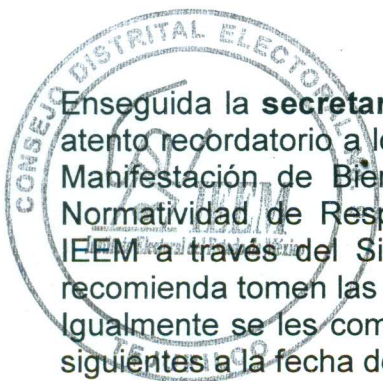 CONSEJO DISTRITAL ELECTORAL
Enseguida la secretar
atento recordatorio a l
Manifestación de Bie
Normatividad de Resp
IEEM a través del Si
recomienda tomen las
Igualmente se les com
siguientes a la fecha d